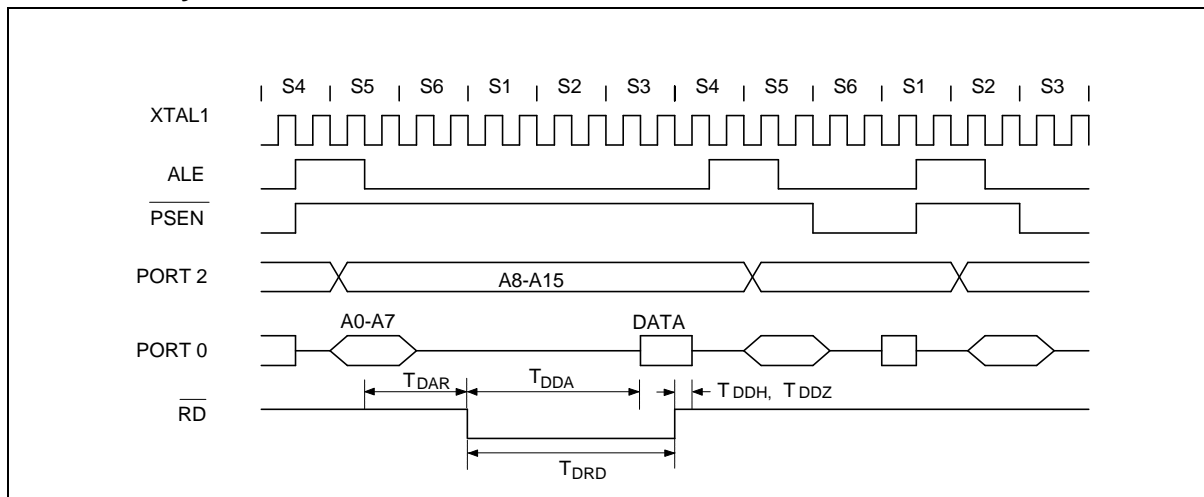 S4 S5 S6 S1 S2 S3 S4 S5 S6 S1 S2 S3
XTAL1
ALE
PSEN
PORT 2
A8-A15
A0-A7
DATA
PORT 0
TDAR
TDDA
TDDH, TDDZ
RD
TDRD